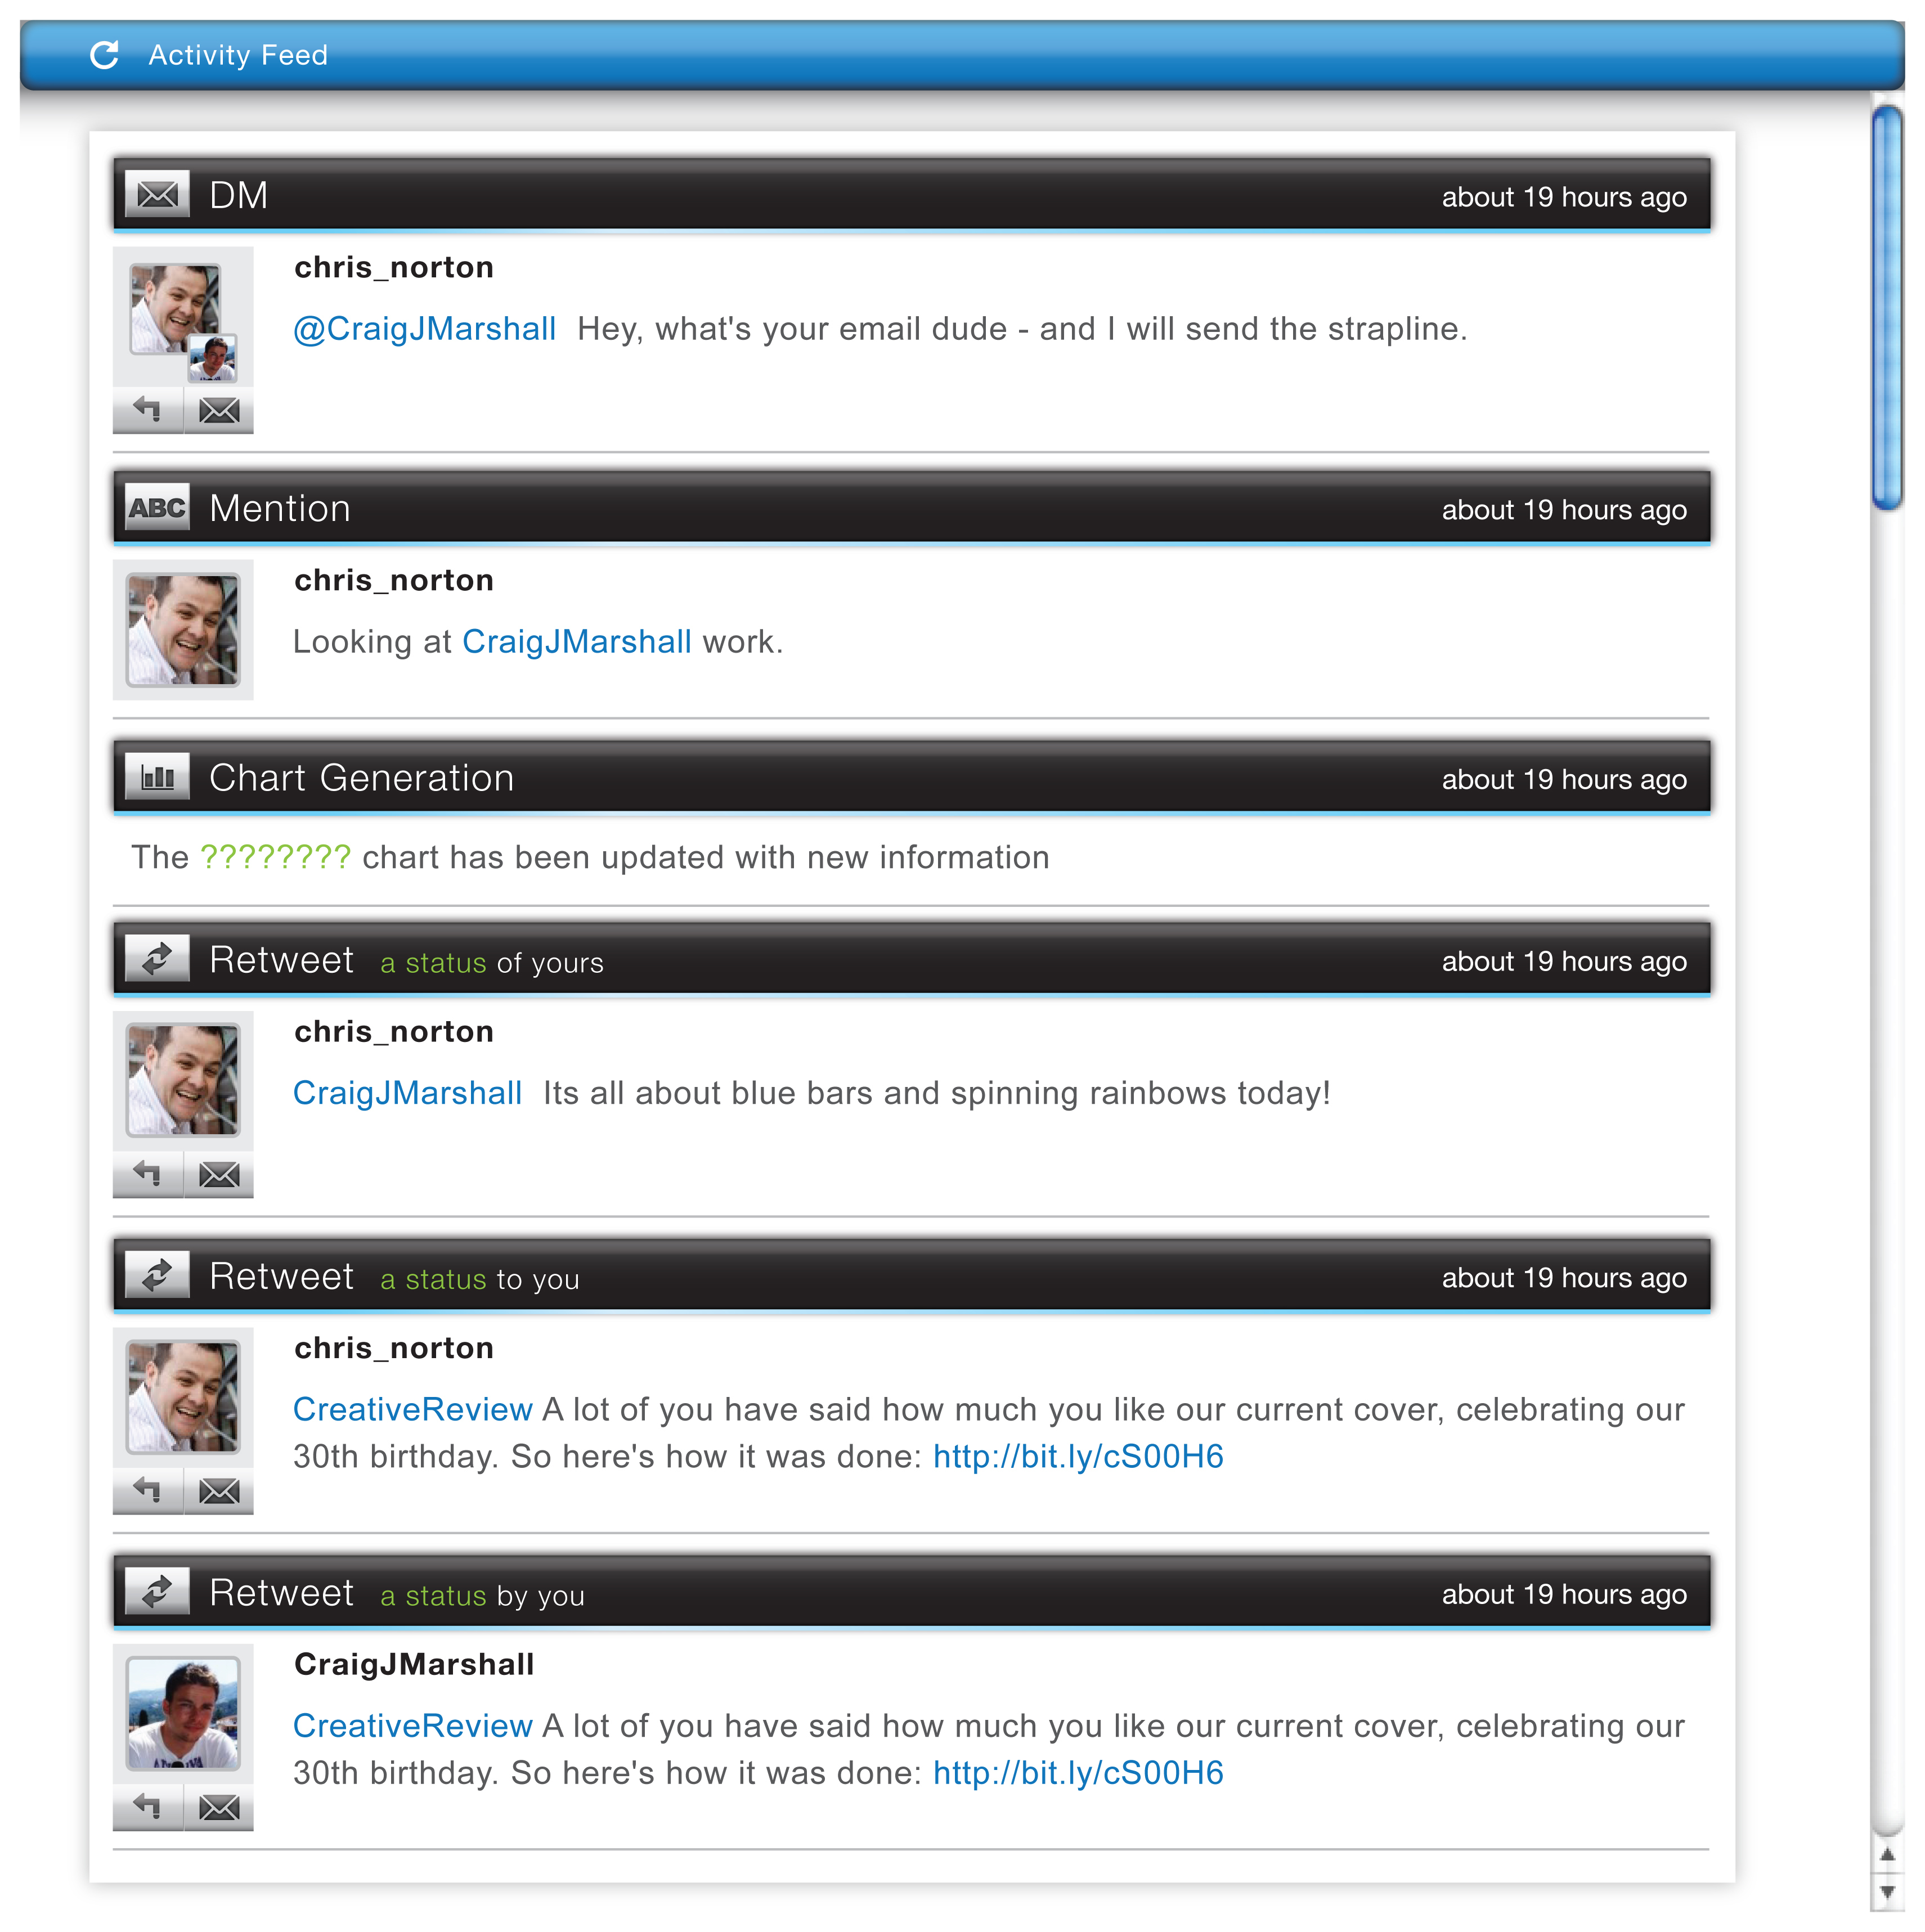 Activity Feed
DM about 19 hours ago
chris_norton
@CraigJMarshall Hey, what's your email dude - and I will send the strapline.
ABC Mention about 19 hours ago
chris_norton
Looking at CraigJMarshall work.
Chart Generation about 19 hours ago
The ???????? chart has been updated with new information
Retweet a status of yours about 19 hours ago
chris_norton
CraigJMarshall Its all about blue bars and spinning rainbows today!
Retweet a status to you about 19 hours ago
chris_norton
CreativeReview A lot of you have said how much you like our current cover, celebrating our
30th birthday. So here's how it was done: http://bit.ly/cS00H6
Retweet a status by you about 19 hours ago
CraigJMarshall
CreativeReview A lot of you have said how much you like our current cover, celebrating our
30th birthday. So here's how it was done: http://bit.ly/cS00H6